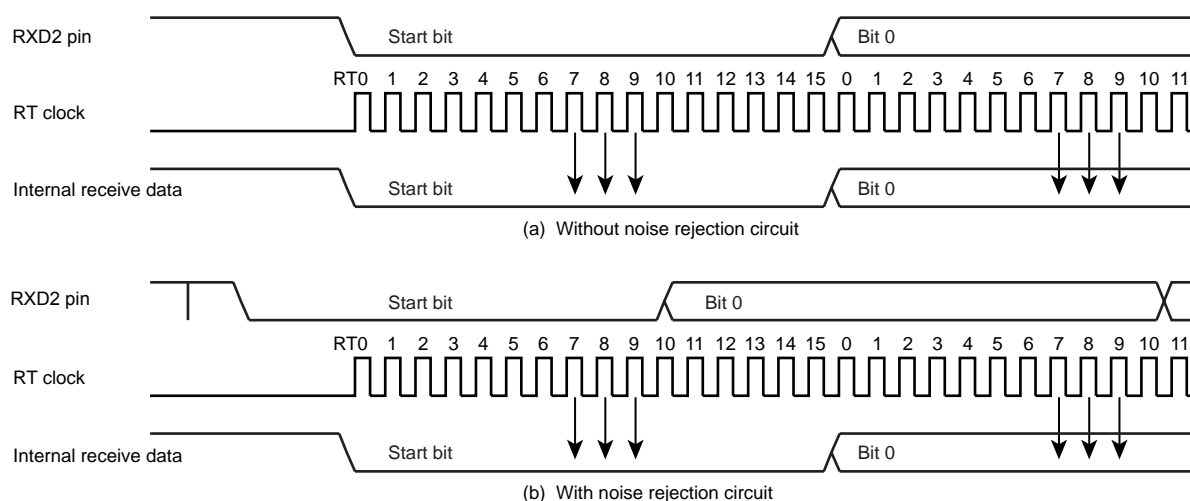 RXD2 pin Start bit Bit 0
RT0 1 2 3 4 5 6 7 8 9 10 11 12 13 14 15 0 1 2 3 4 5 6 7 8 9 10 11
RT clock
Internal receive data Start bit Bit 0
(a) Without noise rejection circuit
RXD2 pin Start bit Bit 0
RT0 1 2 3 4 5 6 7 8 9 10 11 12 13 14 15 0 1 2 3 4 5 6 7 8 9 10 11
RT clock
Internal receive data Start bit Bit 0
(b) With noise rejection circuit